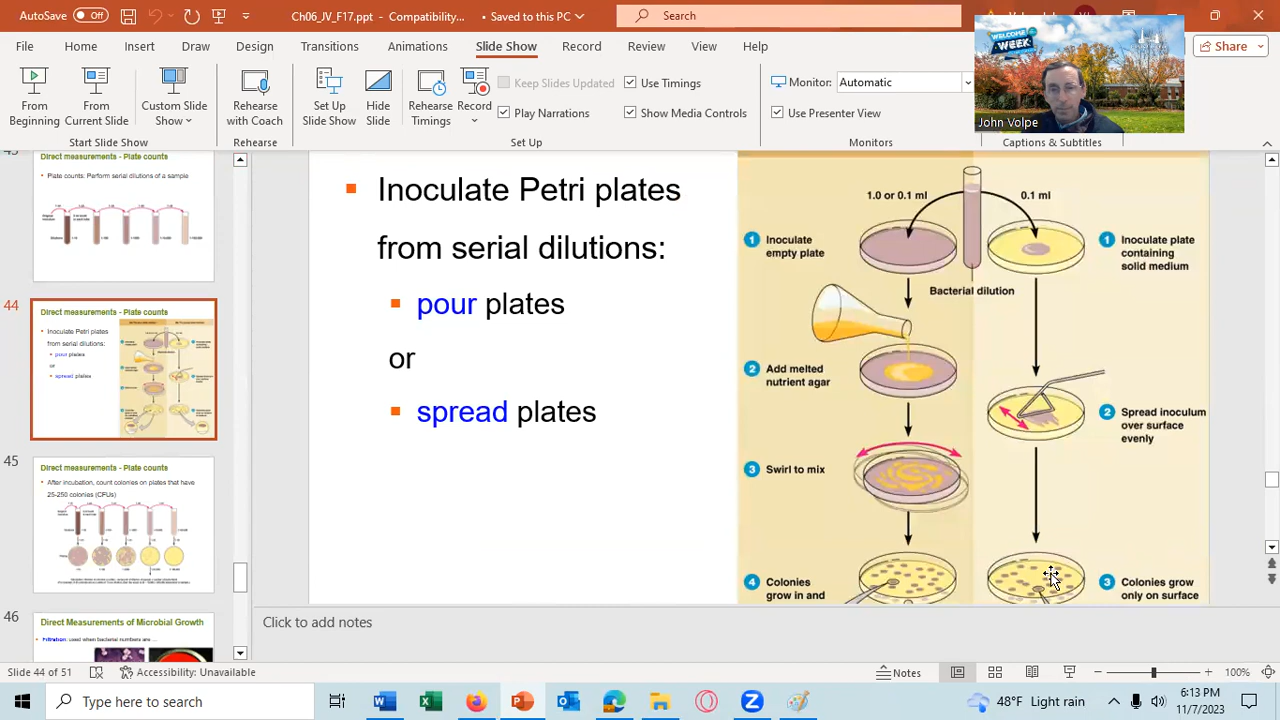 Ch06_JV_F17.ppt - Compatibility... • Saved to this PC
Search
Share
File Home Insert Draw Design Transitions Animations Slide Show Record Review View Help
From Beginning
From Current Slide
Custom Slide Show
Start Slide Show
Rehearse with Coach
Rehearse
Set Up Slide Show
Hide Slide
Rehearse Timings
Record
Keep Slides Updated
Use Timings
Play Narrations
Show Media Controls
Set Up
Monitor: Automatic
Use Presenter View
Monitors
Captions & Subtitles
WELCOME WEEK
John Volpe
Direct measurements - Plate counts
Plate counts: Perform serial dilutions of a sample
44
Inoculate Petri plates
from serial dilutions:
pour plates
or
spread plates
45
Direct measurements - Plate counts
After incubation, count colonies on plates that have
25-250 colonies (CFUs)
46
Direct Measurements of Microbial Growth
Filtration: used when bacterial numbers are ...
Inoculate Petri plates
from serial dilutions:
pour plates
or
spread plates
1.0 or 0.1 ml
0.1 ml
1 Inoculate
empty plate
1 Inoculate plate
containing
solid medium
Bacterial dilution
2 Add melted
nutrient agar
2 Spread inoculum
over surface
evenly
3 Swirl to mix
4 Colonies
grow in and
3 Colonies grow
only on surface
Click to add notes
Slide 44 of 51
Accessibility: Unavailable
Notes
100%
Type here to search
48°F Light rain
6:13 PM
11/7/2023